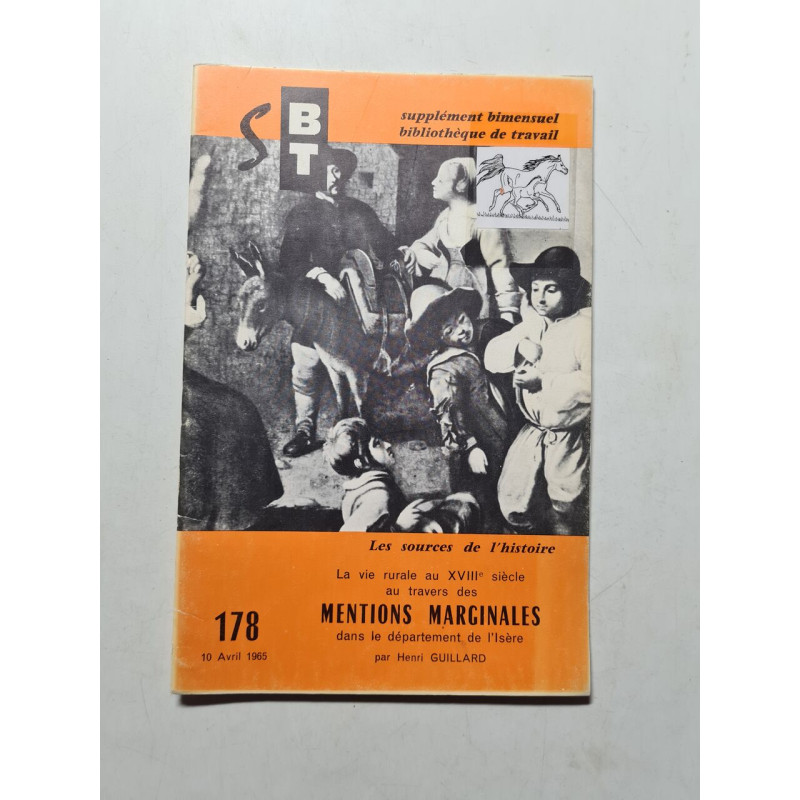 S
BT
supplément bimensuel
bibliothèque de travail
Les sources de l'histoire
La vie rurale au XVIIIe siècle
au travers des
MENTIONS MARGINALES
dans le département de l'Isère
par Henri GUILLARD
178
10 Avril 1965